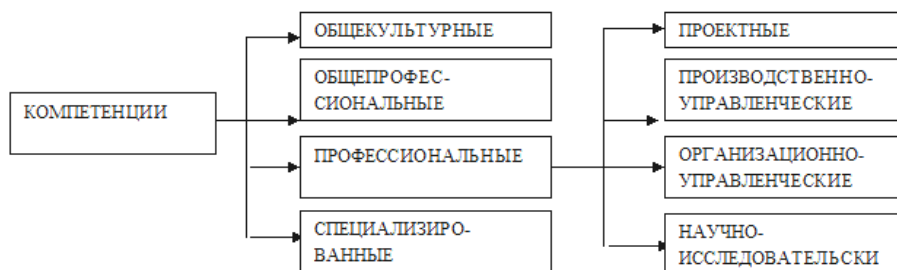 КОМПЕТЕНЦИИ
ОБЩЕКУЛЬТУРНЫЕ
ОБЩЕПРОФЕС-
СИОНАЛЬНЫЕ
ПРОФЕССИОНАЛЬНЫЕ
СПЕЦИАЛИЗИРО-
ВАННЫЕ
ПРОЕКТНЫЕ
ПРОИЗВОДСТВЕННО-
УПРАВЛЕНЧЕСКИЕ
ОРГАНИЗАЦИОННО-
УПРАВЛЕНЧЕСКИЕ
НАУЧНО-
ИССЛЕДОВАТЕЛЬСКИ